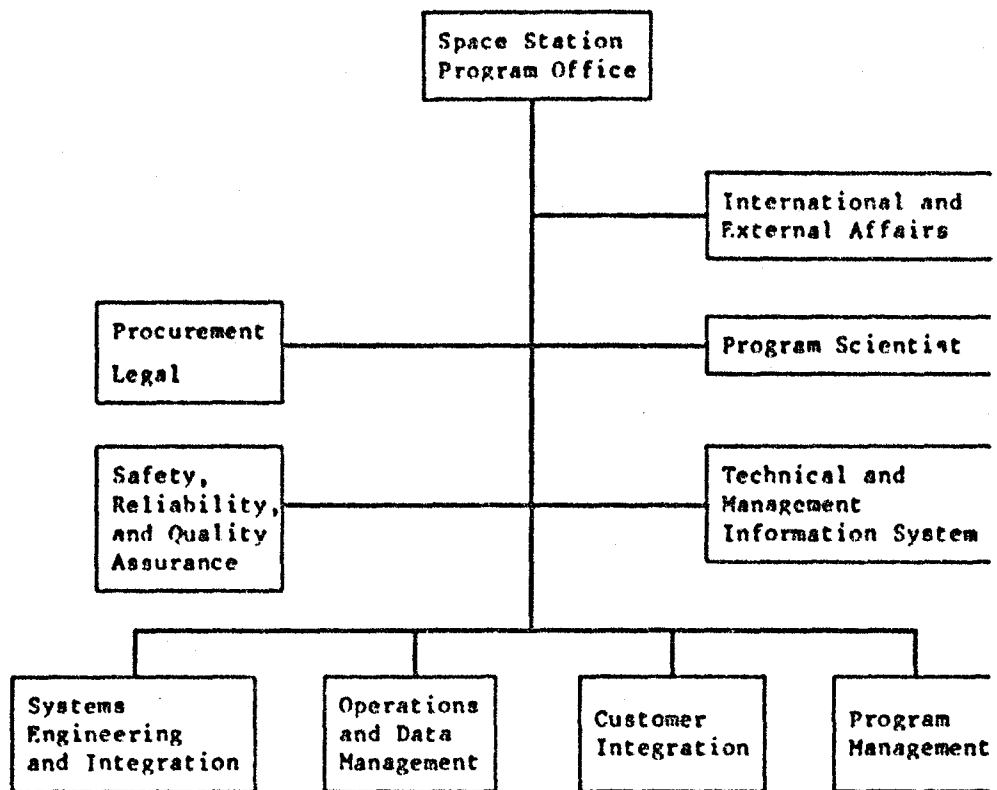 Space Station
Program Office
International and
External Affairs
Procurement
Legal
Program Scientist
Safety,
Reliability,
and Quality
Assurance
Technical and
Management
Information System
Systems
Engineering
and Integration
Operations
and Data
Management
Customer
Integration
Program
Management